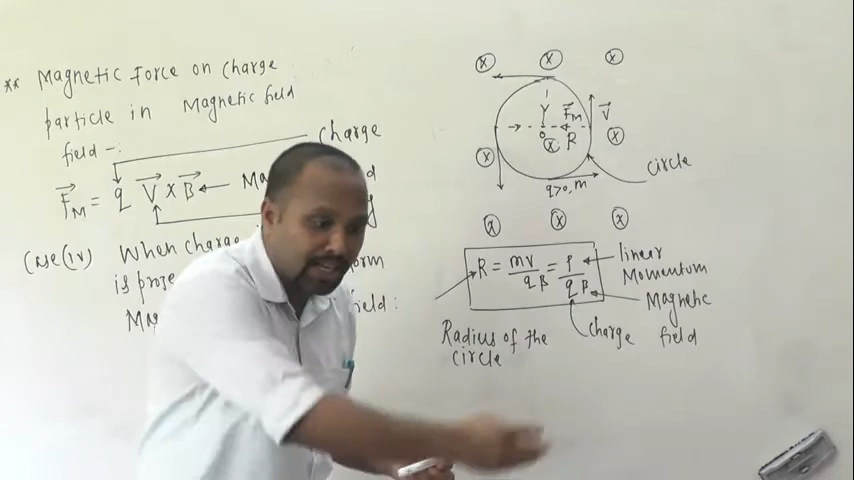 ** Magnetic Force on charge
particle in Magnetic field
field -:
charge
F_M = q V X B
Case (IV) When charge
is
R = mv/qB = P/qB
linear
Momentum
Magnetic
field
charge
Radius of the
circle
X X X
F_M V
X R X
X
q>0, m
circle
X X X
field :